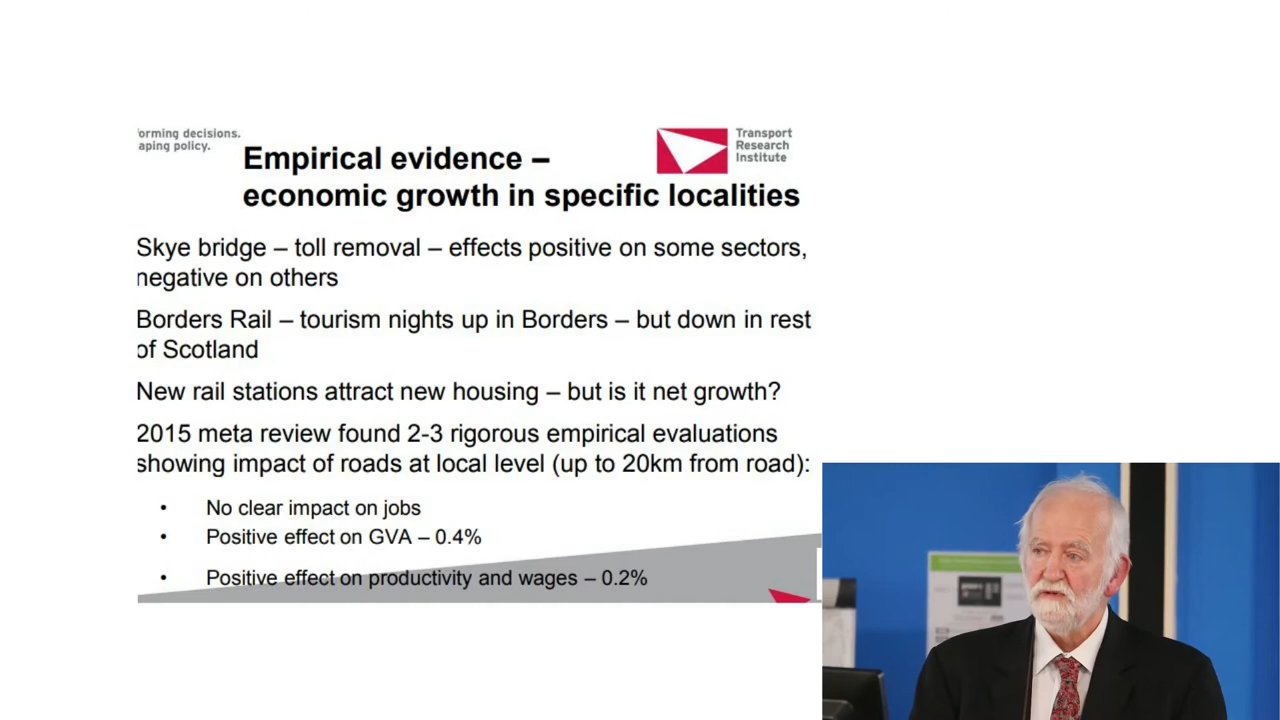 orming decisions.
aping policy.
Transport
Research
Institute
Empirical evidence –
economic growth in specific localities
Skye bridge – toll removal – effects positive on some sectors,
negative on others
Borders Rail – tourism nights up in Borders – but down in rest
of Scotland
New rail stations attract new housing – but is it net growth?
2015 meta review found 2-3 rigorous empirical evaluations
showing impact of roads at local level (up to 20km from road):
• No clear impact on jobs
• Positive effect on GVA – 0.4%
• Positive effect on productivity and wages – 0.2%